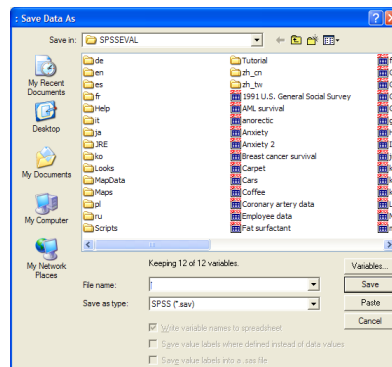 : Save Data As
Save in: SPSSEVAL
My Recent Documents
Desktop
My Documents
My Computer
My Network Places
de
en
es
fr
Help
it
ja
JRE
ko
Looks
MapData
Maps
pl
ru
Scripts
Tutorial
zh_cn
zh_tw
1991 U.S. General Social Survey
AML survival
anorectic
Anxiety
Anxiety 2
Breast cancer survival
Carpet
Cars
Coffee
Coronary artery data
Employee data
Fat surfactant
Keeping 12 of 12 variables.
Variables...
File name:
Save
Save as type: SPSS (*.sav)
Paste
Cancel
Write variable names to spreadsheet
Save value labels where defined instead of data values
Save value labels into a .sas file